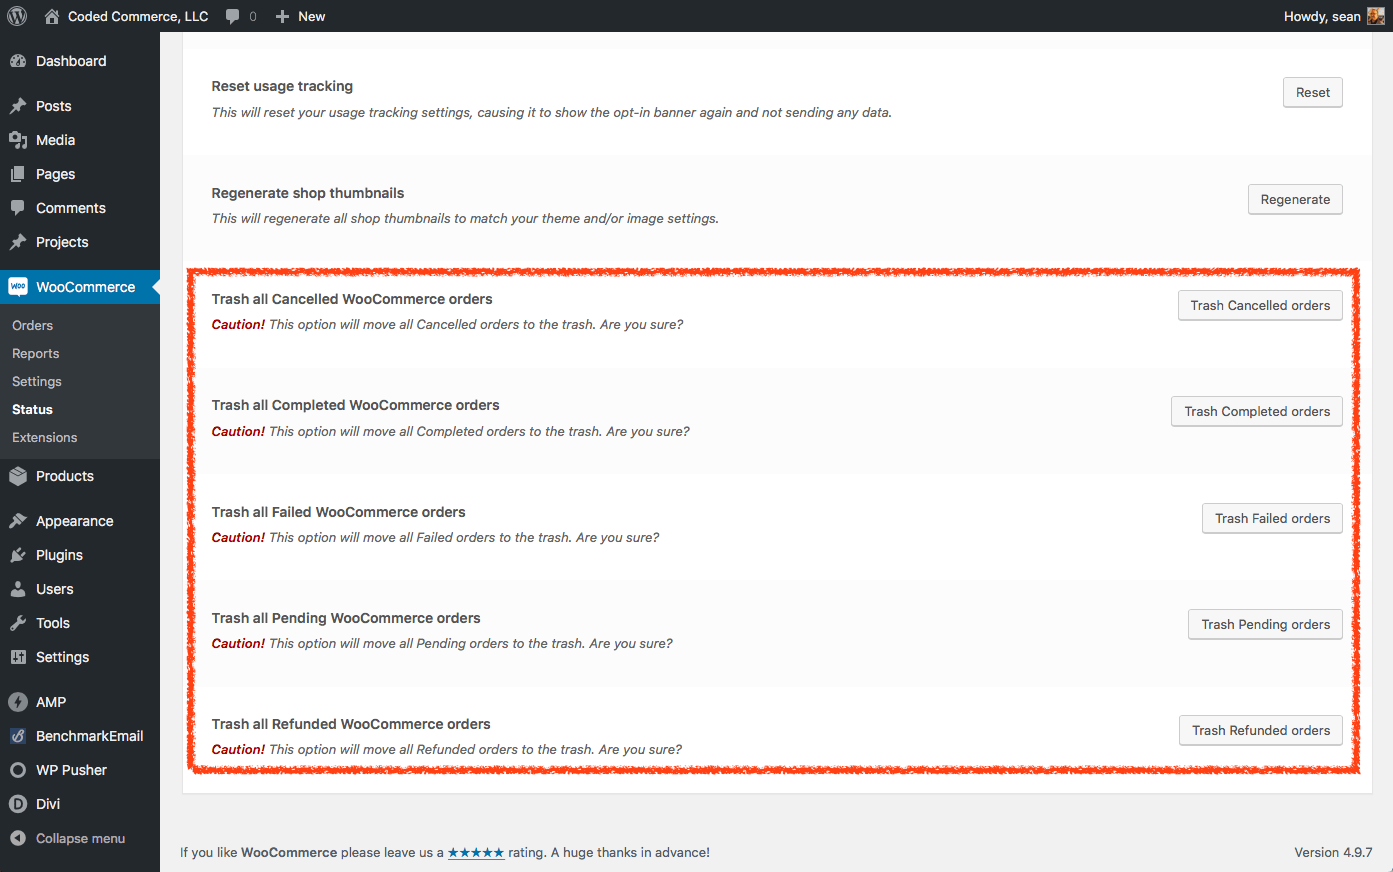 Coded Commerce, LLC
0
New
Howdy, sean
Dashboard
Posts
Media
Pages
Comments
Projects
WOO
WooCommerce
Orders
Reports
Settings
Status
Extensions
Products
Appearance
Plugins
Users
Tools
Settings
AMP
BenchmarkEmail
WP Pusher
D
Divi
Collapse menu
Reset usage tracking
Reset
This will reset your usage tracking settings, causing it to show the opt-in banner again and not sending any data.
Regenerate shop thumbnails
Regenerate
This will regenerate all shop thumbnails to match your theme and/or image settings.
Trash all Cancelled WooCommerce orders
Trash Cancelled orders
Caution! This option will move all Cancelled orders to the trash. Are you sure?
Trash all Completed WooCommerce orders
Trash Completed orders
Caution! This option will move all Completed orders to the trash. Are you sure?
Trash all Failed WooCommerce orders
Trash Failed orders
Caution! This option will move all Failed orders to the trash. Are you sure?
Trash all Pending WooCommerce orders
Trash Pending orders
Caution! This option will move all Pending orders to the trash. Are you sure?
Trash all Refunded WooCommerce orders
Trash Refunded orders
Caution! This option will move all Refunded orders to the trash. Are you sure?
If you like WooCommerce please leave us a ★★★★★ rating. A huge thanks in advance!
Version 4.9.7